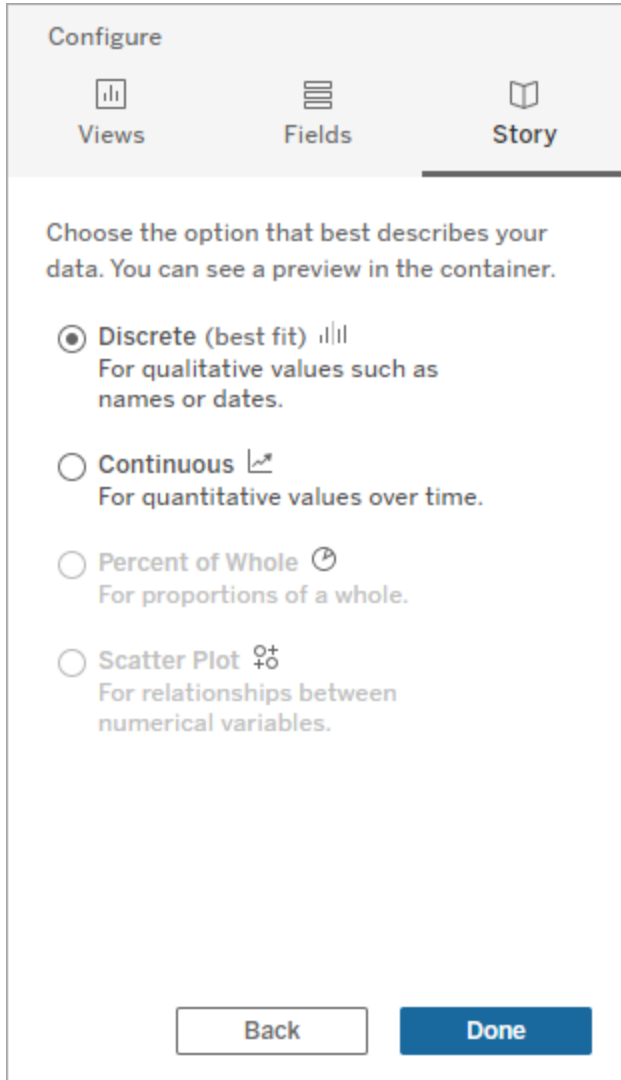 Configure
Views
Fields
Story
Choose the option that best describes your
data. You can see a preview in the container.
Discrete (best fit)
For qualitative values such as
names or dates.
Continuous
For quantitative values over time.
Percent of Whole
For proportions of a whole.
Scatter Plot
For relationships between
numerical variables.
Back
Done